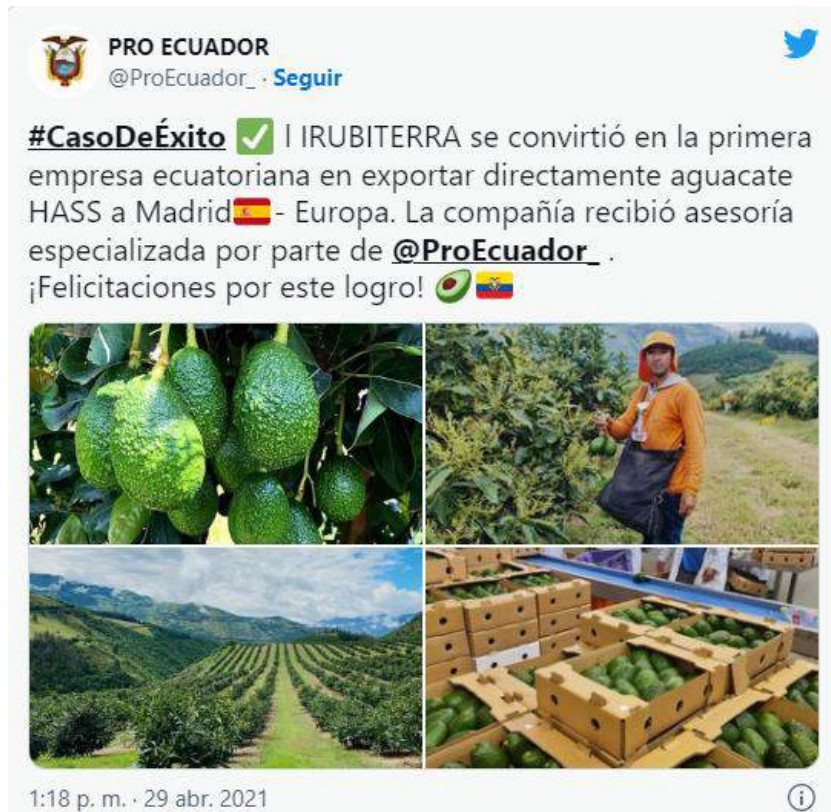 PRO ECUADOR
@ProEcuador_ · Seguir
#CasoDeÉxito ✅ l IRUBITERRA se convirtió en la primera
empresa ecuatoriana en exportar directamente aguacate
HASS a Madrid🇪🇸- Europa. La compañía recibió asesoría
especializada por parte de @ProEcuador_ .
¡Felicitaciones por este logro! 🥑🇪🇨
1:18 p. m. · 29 abr. 2021